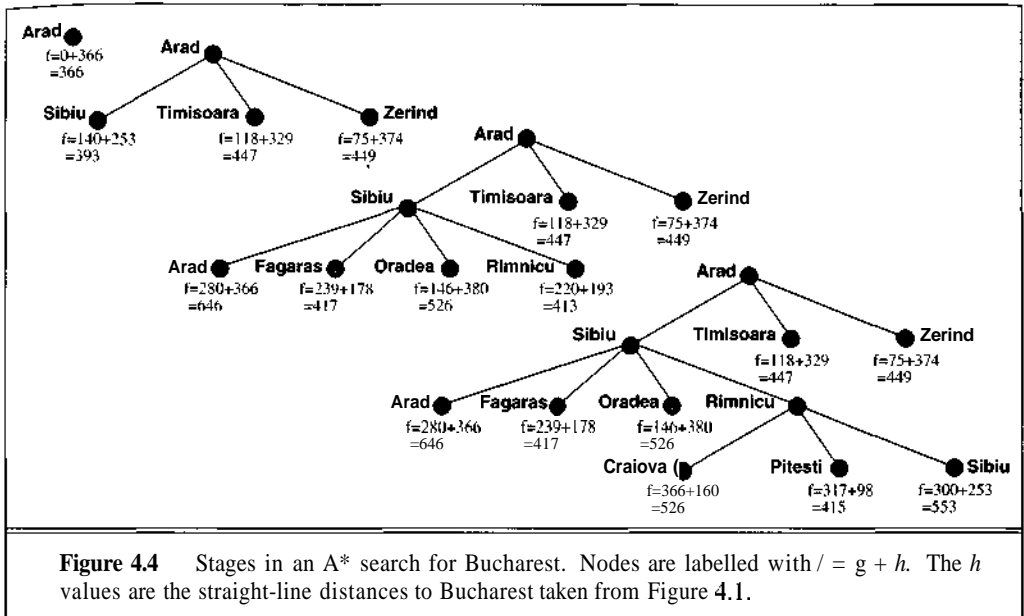 Arad
f=0+366
=366
Arad
Sibiu
f=140+253
=393
Timisoara
f=118+329
=447
Zerind
f=75+374
=449
Arad
Sibiu
Timisoara
f=118+329
=447
Zerind
f=75+374
=449
Arad
f=280+366
=646
Fagaras
f=239+178
=417
Oradea
f=146+380
=526
Rimnicu
f=220+193
=413
Arad
Sibiu
Timisoara
f=118+329
=447
Zerind
f=75+374
=449
Arad
f=280+366
=646
Fagaras
f=239+178
=417
Oradea
f=146+380
=526
Rimnicu
Craiova (
f=366+160
=526
Pitesti
f=317+98
=415
Sibiu
f=300+253
=553
Figure 4.4 Stages in an A* search for Bucharest. Nodes are labelled with / = g + h. The h
values are the straight-line distances to Bucharest taken from Figure 4.1.